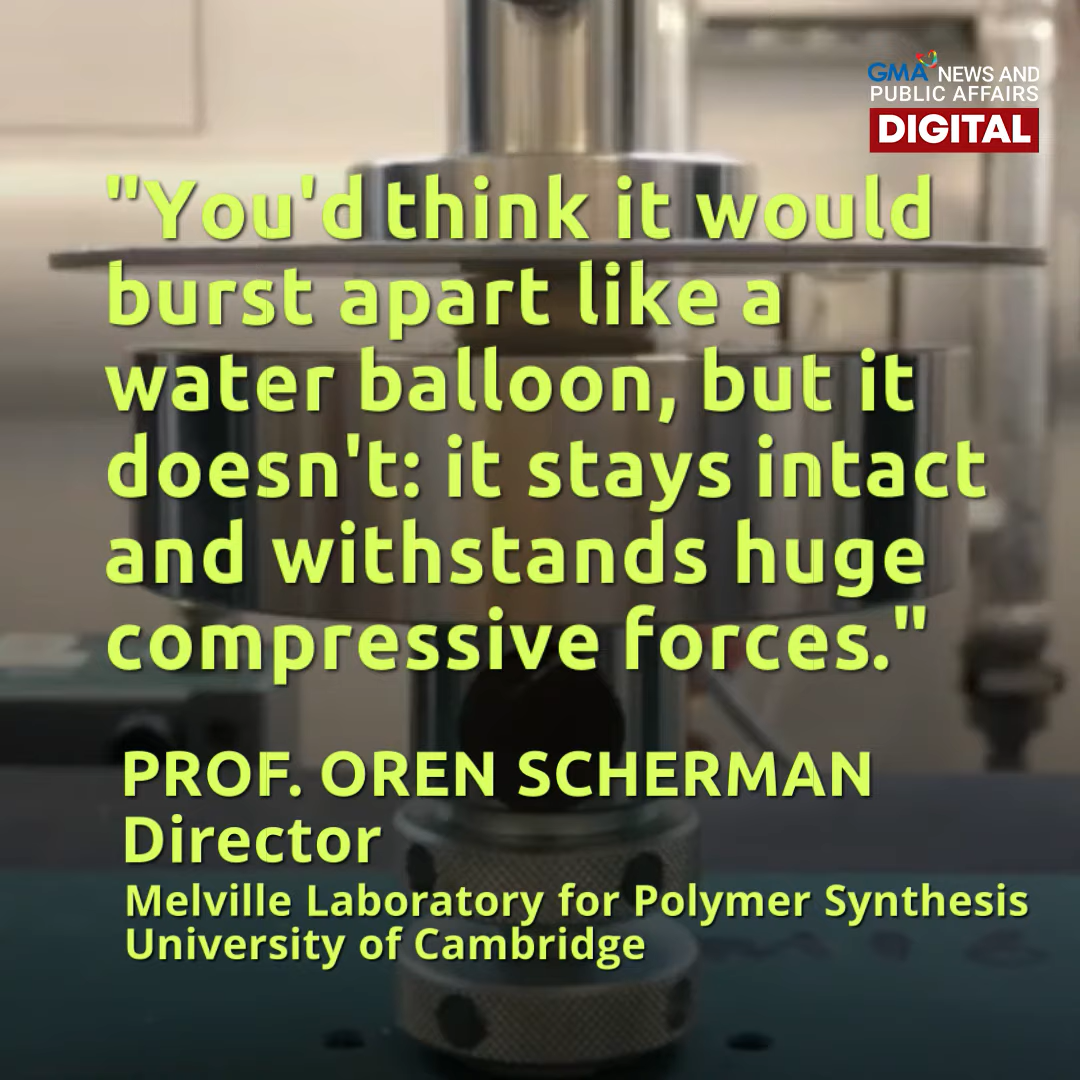 GMA NEWS AND
PUBLIC AFFAIRS
DIGITAL
"You'd think it would
burst apart like a
water balloon, but it
doesn't: it stays intact
and withstands huge
compressive forces."
PROF. OREN SCHERMAN
Director
Melville Laboratory for Polymer Synthesis
University of Cambridge